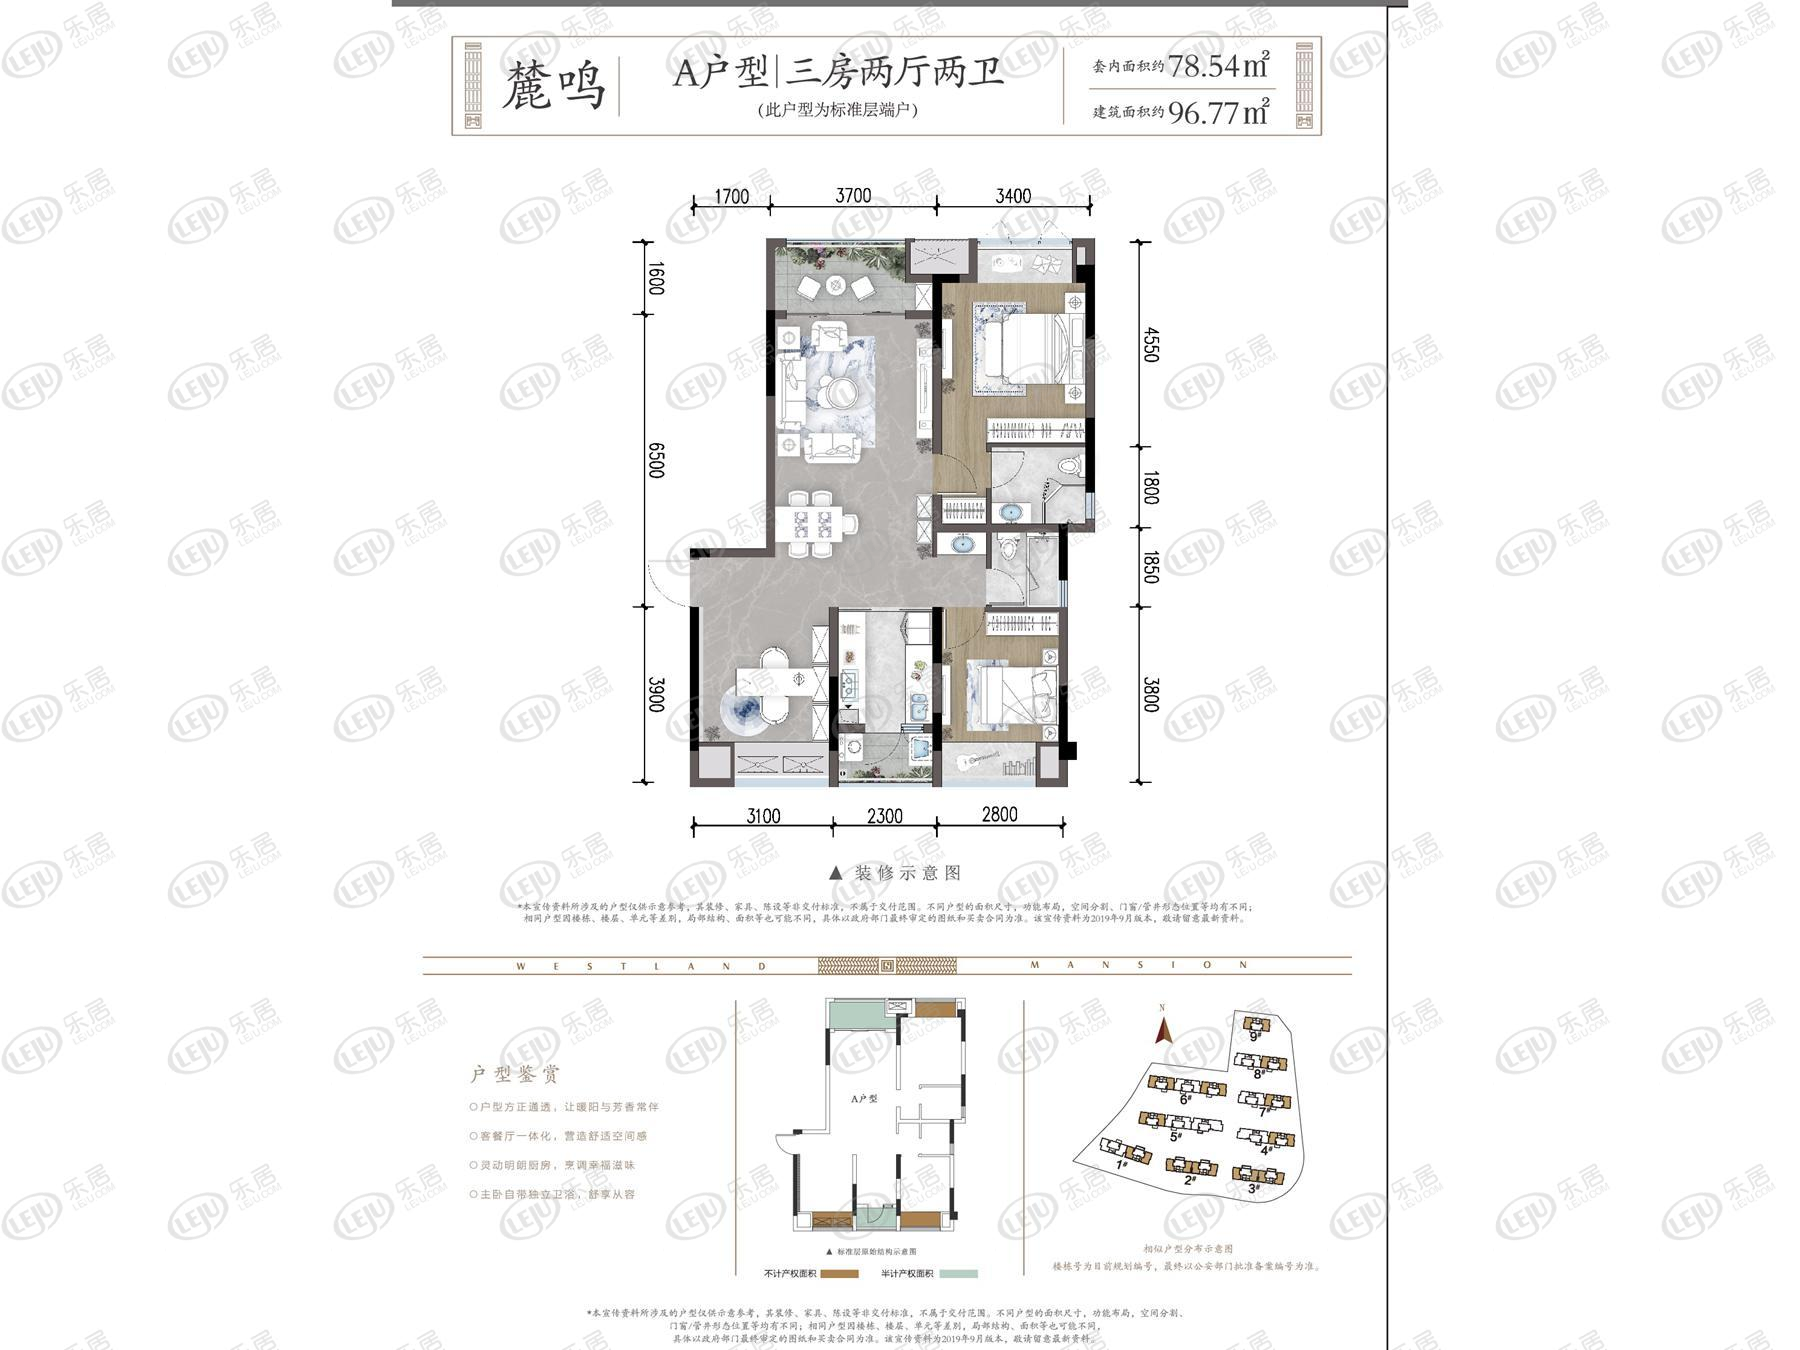 麓鸣
A户型|三房两厅两卫
(此户型为标准层端户)
套内面积约78.54㎡
建筑面积约96.77㎡
1700
3700
3400
1600
6500
3900
4550
1800
1850
3800
3100
2300
2800
▲ 装修示意图
*本宣传资料所涉及的户型仅供示意参考，其装修、家具、陈设等非交付标准，不属于交付范围。不同户型的面积尺寸，功能布局，空间分割、门窗/管井形态位置等均有不同；
相同户型因楼栋、楼层、单元等差别，局部结构、面积等也可能不同，具体以政府部门最终审定的图纸和买卖合同为准。该宣传资料为2019年9月版本，敬请留意最新资料。
WESTLAND MANSION
户型鉴赏
○户型方正通透，让暖阳与芳香常伴
○客餐厅一体化，营造舒适空间感
○灵动明朗厨房，烹调幸福滋味
○主卧自带独立卫浴，舒享从容
A户型
▲ 标准层原始结构示意图
不计产权面积
半计产权面积
N
9#
8#
6#
7#
5#
4#
1#
2#
3#
相似户型分布示意图
楼栋号为目前规划编号，最终以公安部门批准备案编号为准。
*本宣传资料所涉及的户型仅供示意参考，其装修、家具、陈设等非交付标准，不属于交付范围。不同户型的面积尺寸，功能布局，空间分割、
门窗/管井形态位置等均有不同；相同户型因楼栋、楼层、单元等差别，局部结构、面积等也可能不同，
具体以政府部门最终审定的图纸和买卖合同为准。该宣传资料为2019年9月版本，敬请留意最新资料。
LEJU 乐居 LEJU.COM